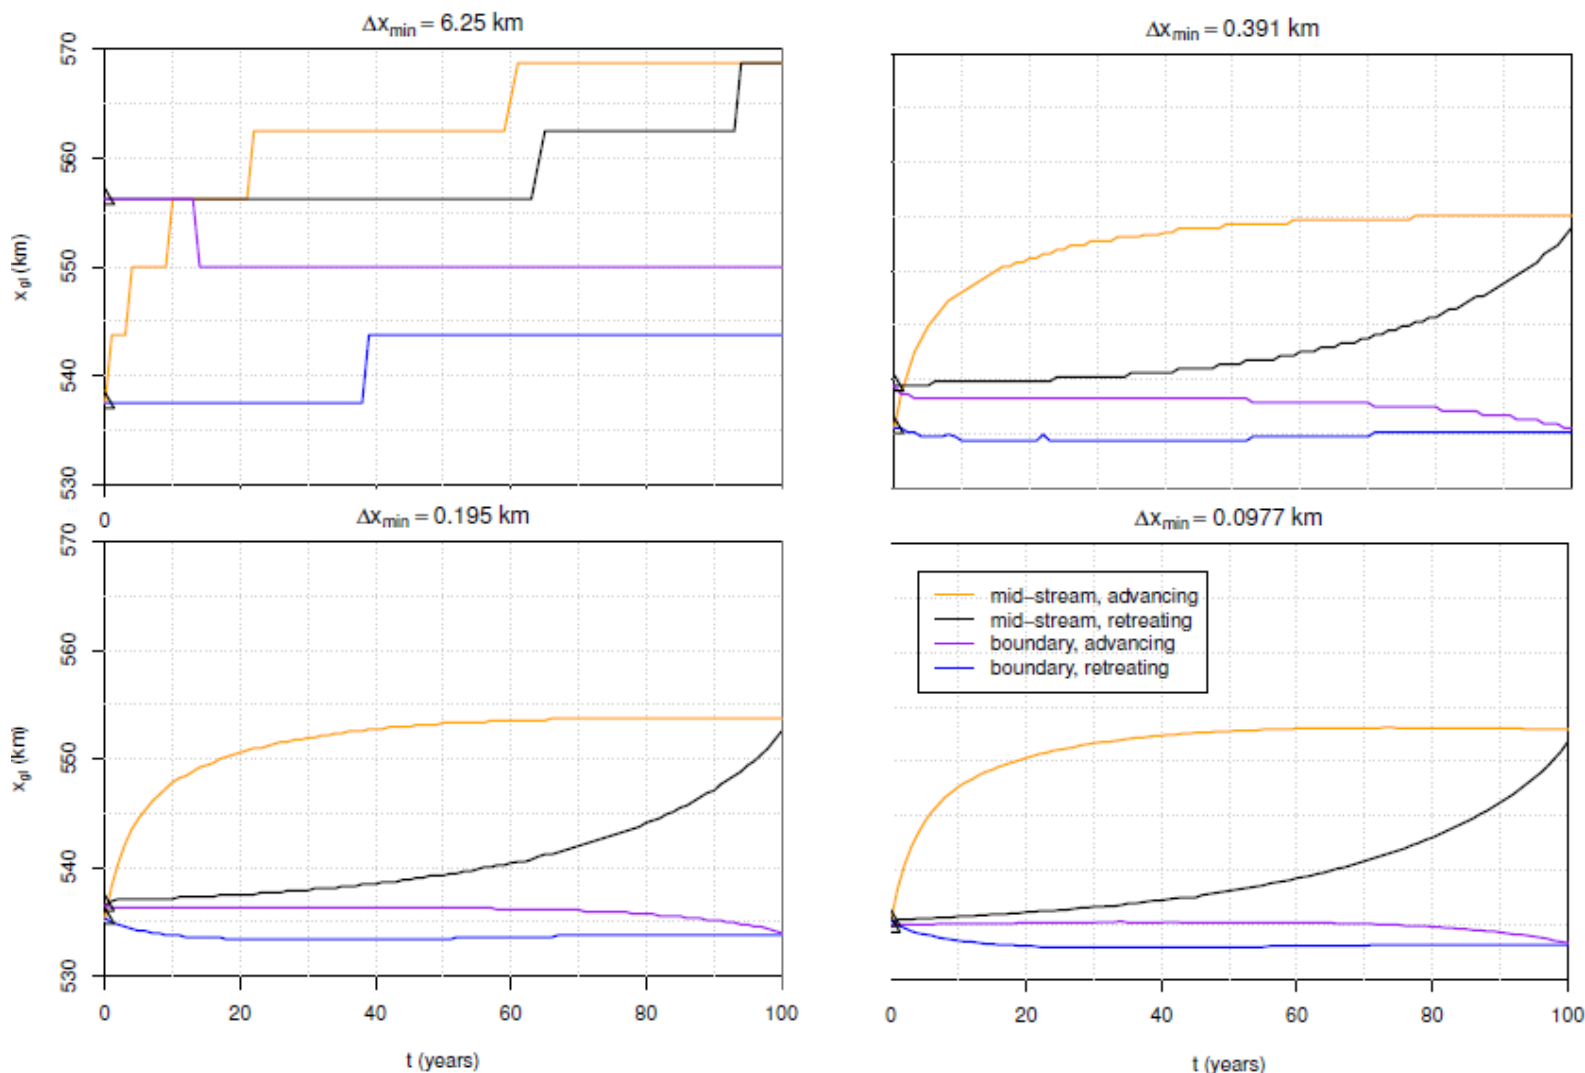 Δxmin = 6.25 km
Δxmin = 0.391 km
570
560
550
540
530
xgl (km)
0
Δxmin = 0.195 km
Δxmin = 0.0977 km
570
560
550
540
530
xgl (km)
mid−stream, advancing
mid−stream, retreating
boundary, advancing
boundary, retreating
0 20 40 60 80 100
0 20 40 60 80 100
t (years)
t (years)